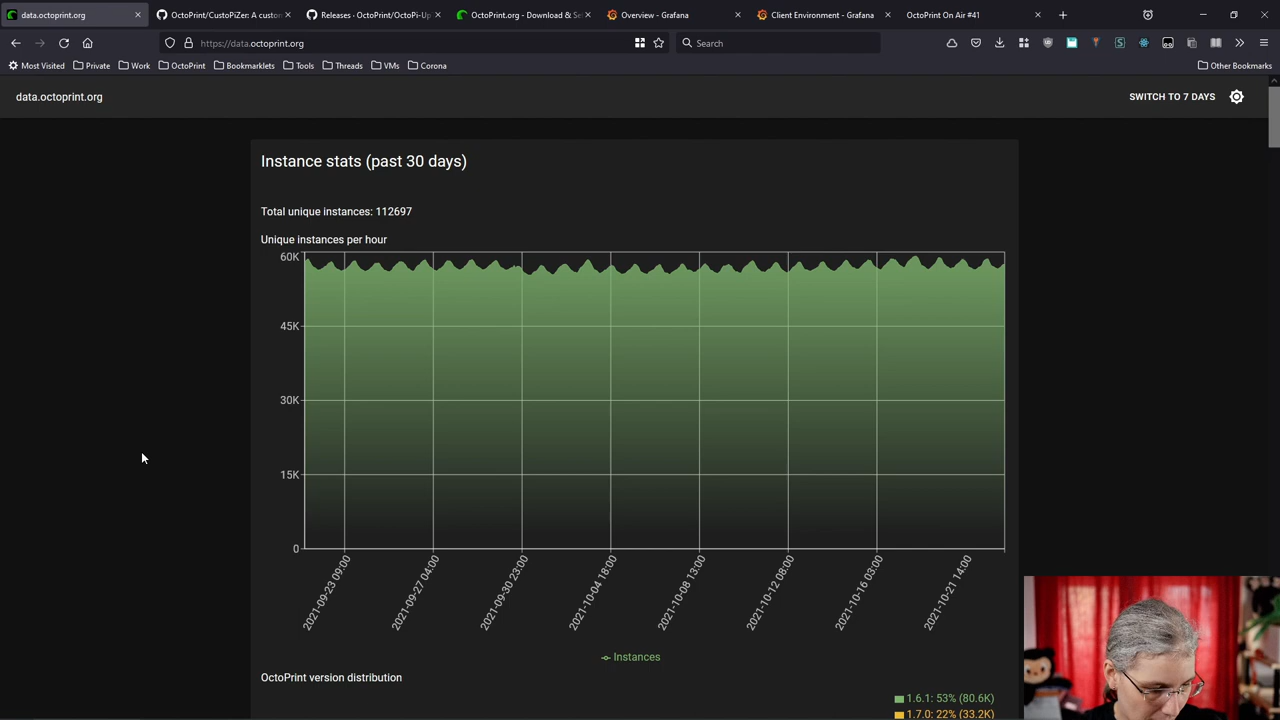 data.octoprint.org
OctoPrint/CustoPiZer: A custom
Releases · OctoPrint/OctoPi-Up
OctoPrint.org - Download & Se
Overview - Grafana
Client Environment - Grafana
OctoPrint On Air #41
https://data.octoprint.org
Search
Most Visited
Private
Work
OctoPrint
Bookmarklets
Tools
Threads
VMs
Corona
Other Bookmarks
data.octoprint.org
SWITCH TO 7 DAYS
Instance stats (past 30 days)
Total unique instances: 112697
Unique instances per hour
60K
45K
30K
15K
0
2021-09-23 09:00
2021-09-27 04:00
2021-09-30 23:00
2021-10-04 18:00
2021-10-08 13:00
2021-10-12 08:00
2021-10-16 03:00
2021-10-21 14:00
Instances
OctoPrint version distribution
1.6.1: 53% (80.6K)
1.7.0: 22% (33.2K)